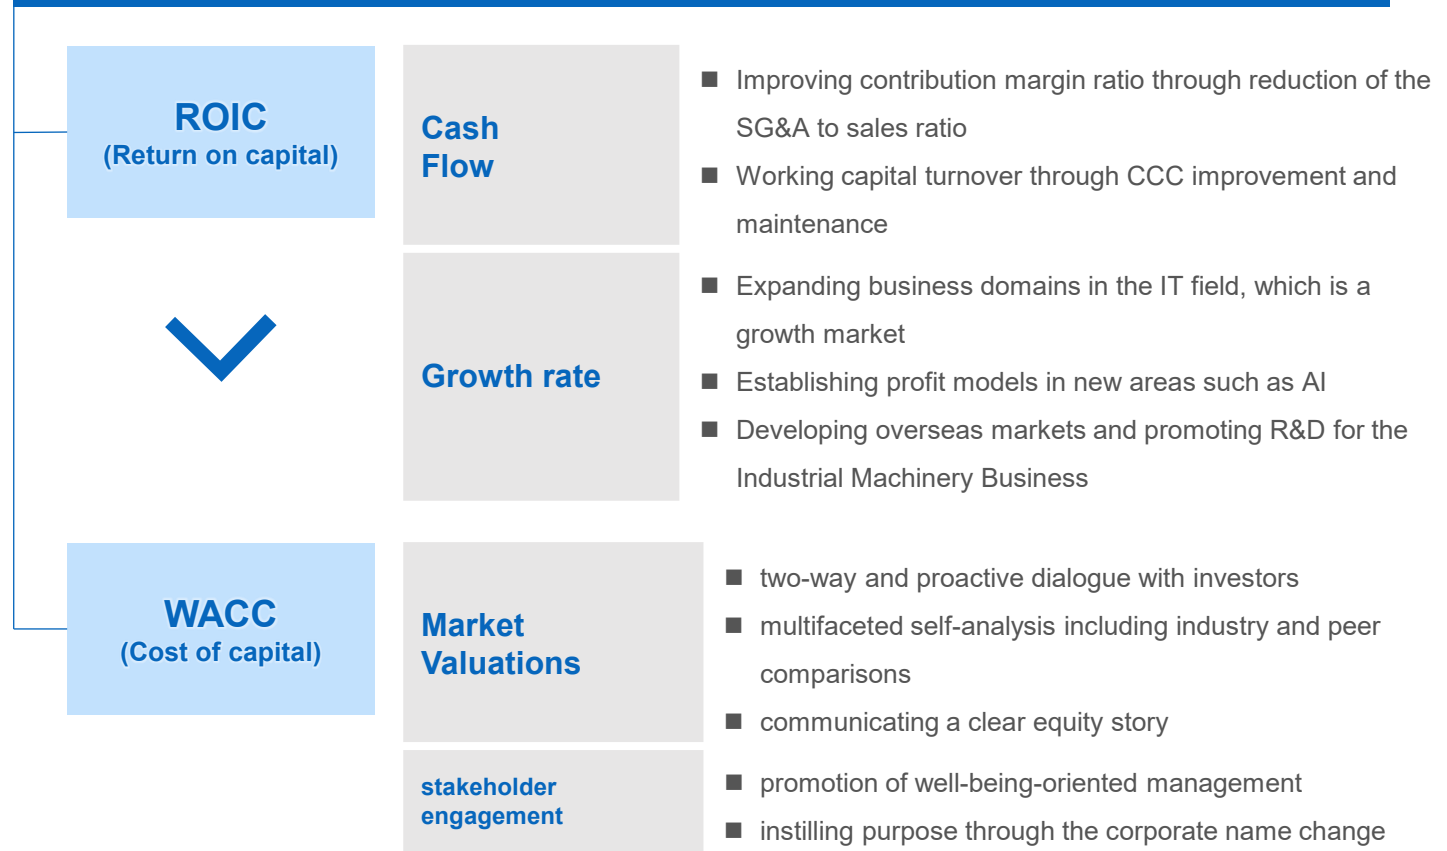 ROIC
(Return on capital)
Cash
Flow
■ Improving contribution margin ratio through reduction of the
SG&A to sales ratio
■ Working capital turnover through CCC improvement and
maintenance
Growth rate
■ Expanding business domains in the IT field, which is a
growth market
■ Establishing profit models in new areas such as AI
■ Developing overseas markets and promoting R&D for the
Industrial Machinery Business
WACC
(Cost of capital)
Market
Valuations
■ two-way and proactive dialogue with investors
■ multifaceted self-analysis including industry and peer
comparisons
■ communicating a clear equity story
stakeholder
engagement
■ promotion of well-being-oriented management
■ instilling purpose through the corporate name change